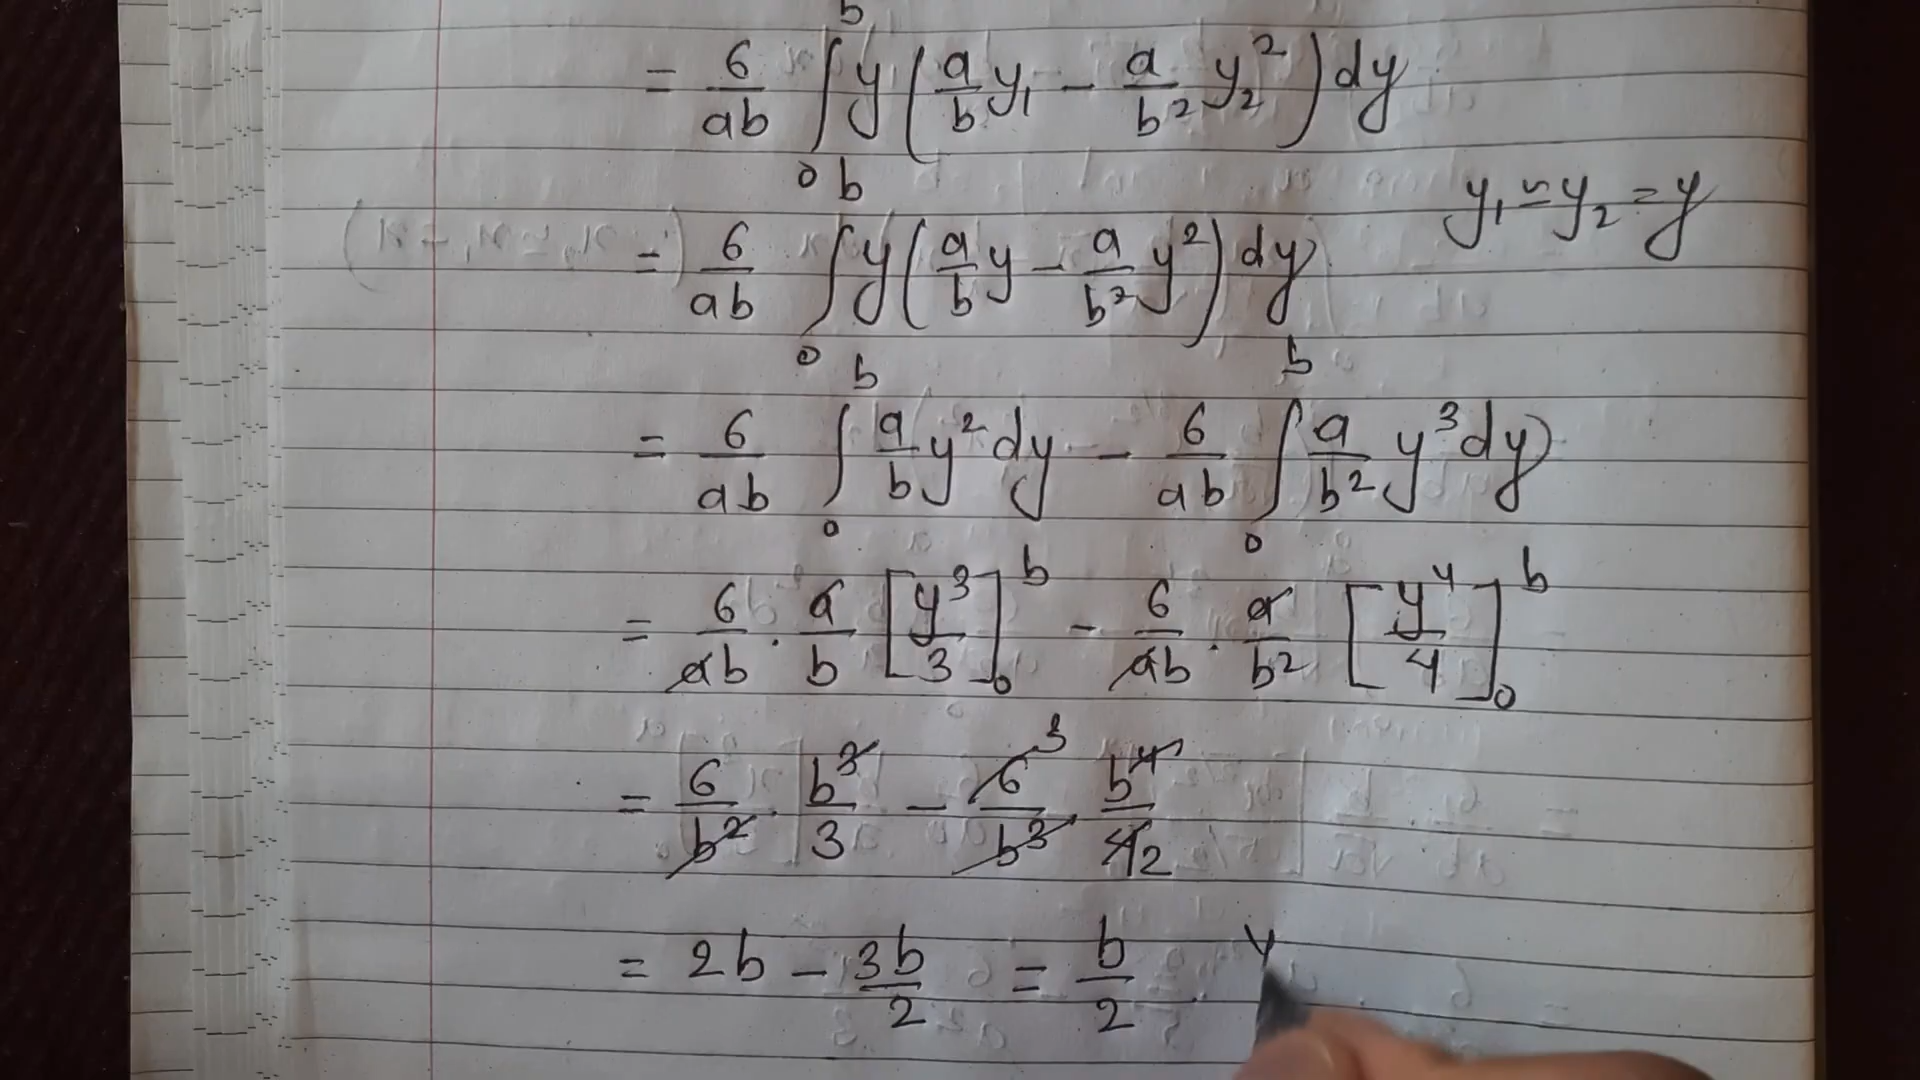 = 6/ab ∫₀ᵇ y (a/b y₁ - a/b² y₂²) dy
y₁ = y₂ = y
= 6/ab ∫₀ᵇ y (a/b y - a/b² y²) dy
= 6/ab ∫₀ᵇ a/b y² dy - 6/ab ∫₀ᵇ a/b² y³ dy
= 6/ab · a/b [y³/3]₀ᵇ - 6/ab · a/b² [y⁴/4]₀ᵇ
= 6/b² · b³/3 - 6/b³ 3 · b⁴/4 2
= 2b - 3b/2 = b/2